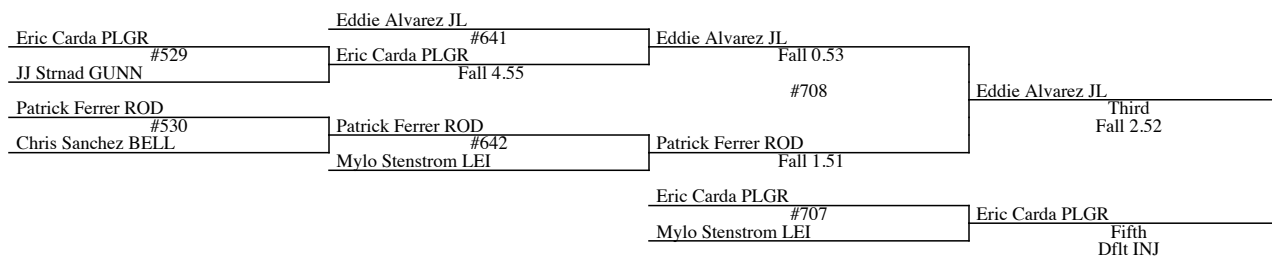 Eddie Alvarez JL
Eric Carda PLGR
#641
Eddie Alvarez JL
#529
Eric Carda PLGR
Fall 0.53
JJ Strnad GUNN
Fall 4.55
#708
Eddie Alvarez JL
Patrick Ferrer ROD
Third
#530
Patrick Ferrer ROD
Fall 2.52
Chris Sanchez BELL
#642
Patrick Ferrer ROD
Mylo Stenstrom LEI
Fall 1.51
Eric Carda PLGR
#707
Eric Carda PLGR
Mylo Stenstrom LEI
Fifth
Dflt INJ